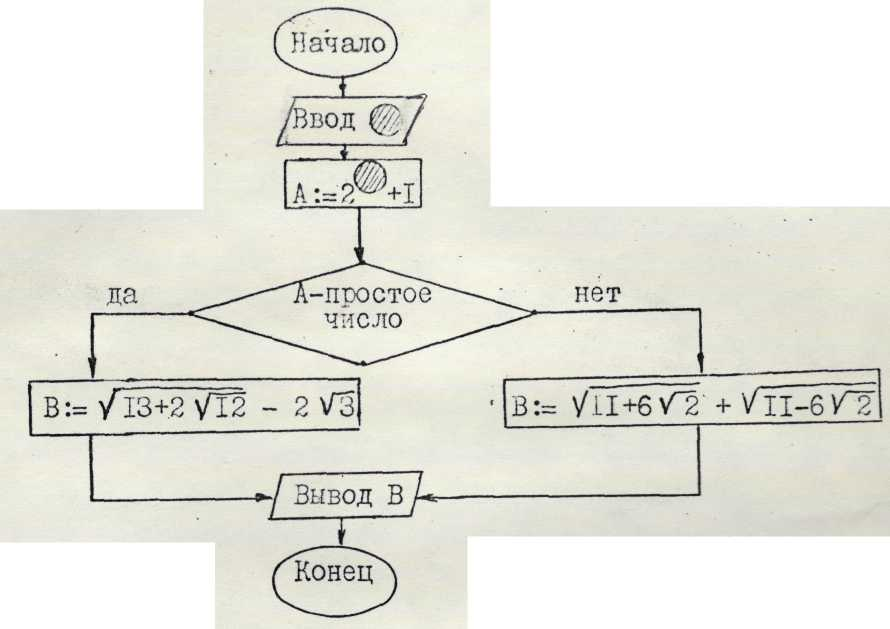 Начало
Ввод
А:=2 +I
да
А-простое
число
нет
В:= √I3+2√I2 - 2√3
В:= √II+6√2 + √II-6√2
Вывод В
Конец